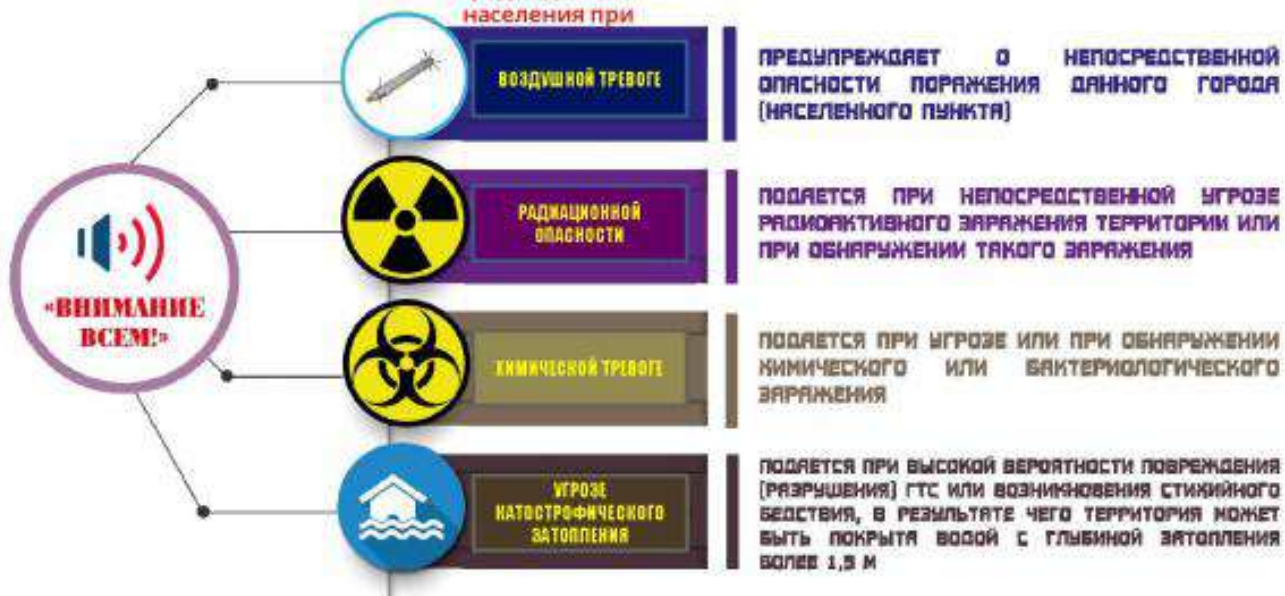 населения при
«ВНИМАНИЕ
ВСЕМ!»
ВОЗДУШНОЙ ТРЕВОГЕ
ПРЕДУПРЕЖДАЕТ О НЕПОСРЕДСТВЕННОЙ
ОПАСНОСТИ ПОРАЖЕНИЯ ДАННОГО ГОРОДА
(НАСЕЛЕННОГО ПУНКТА)
РАДИАЦИОННОЙ
ОПАСНОСТИ
ПОДАЕТСЯ ПРИ НЕПОСРЕДСТВЕННОЙ УГРОЗЕ
РАДИОАКТИВНОГО ЗАРАЖЕНИЯ ТЕРРИТОРИИ ИЛИ
ПРИ ОБНАРУЖЕНИИ ТАКОГО ЗАРАЖЕНИЯ
ХИМИЧЕСКОЙ ТРЕВОГЕ
ПОДАЕТСЯ ПРИ УГРОЗЕ ИЛИ ПРИ ОБНАРУЖЕНИИ
ХИМИЧЕСКОГО ИЛИ БАКТЕРИОЛОГИЧЕСКОГО
ЗАРАЖЕНИЯ
УГРОЗЕ
КАТОСТРОФИЧЕСКОГО
ЗАТОПЛЕНИЯ
ПОДАЕТСЯ ПРИ ВЫСОКОЙ ВЕРОЯТНОСТИ ПОВРЕЖДЕНИЯ
(РАЗРУШЕНИЯ) ГТС ИЛИ ВОЗНИКНОВЕНИЯ СТИХИЙНОГО
БЕДСТВИЯ, В РЕЗУЛЬТАТЕ ЧЕГО ТЕРРИТОРИЯ МОЖЕТ
БЫТЬ ПОКРЫТА ВОДОЙ С ГЛУБИНОЙ ЗАТОПЛЕНИЯ
БОЛЕЕ 1,5 М